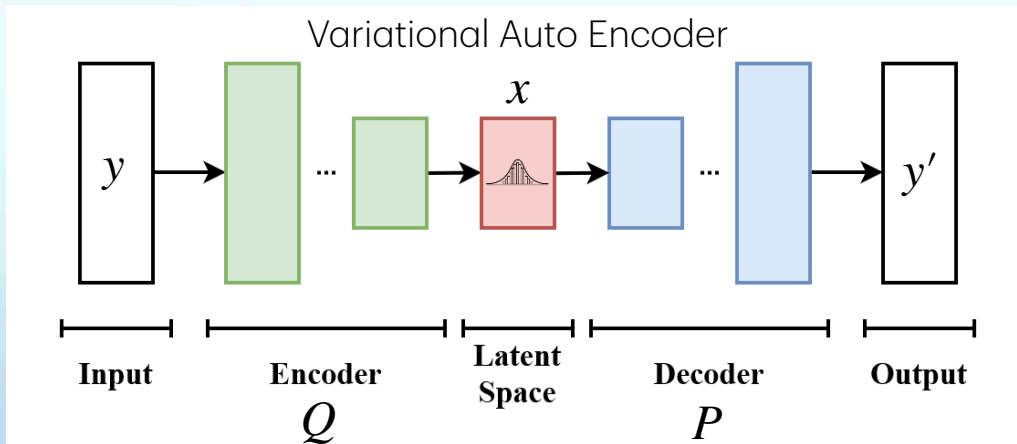 Variational Auto Encoder
x
y
...
...
y′
Input
Encoder
Latent
Space
Decoder
Output
Q
P